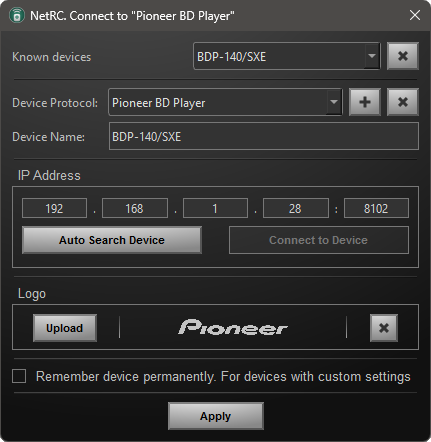 NetRC. Connect to "Pioneer BD Player"
Known devices BDP-140/SXE
Device Protocol: Pioneer BD Player
Device Name: BDP-140/SXE
IP Address
192 . 168 . 1 . 28 : 8102
Auto Search Device Connect to Device
Logo
Upload Pioneer
Remember device permanently. For devices with custom settings
Apply